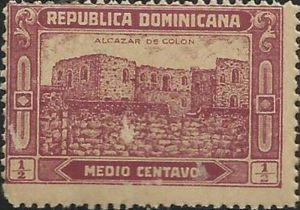 REPUBLICA DOMINICANA
ALCAZAR DE COLON
1/2 MEDIO CENTAVO 1/2